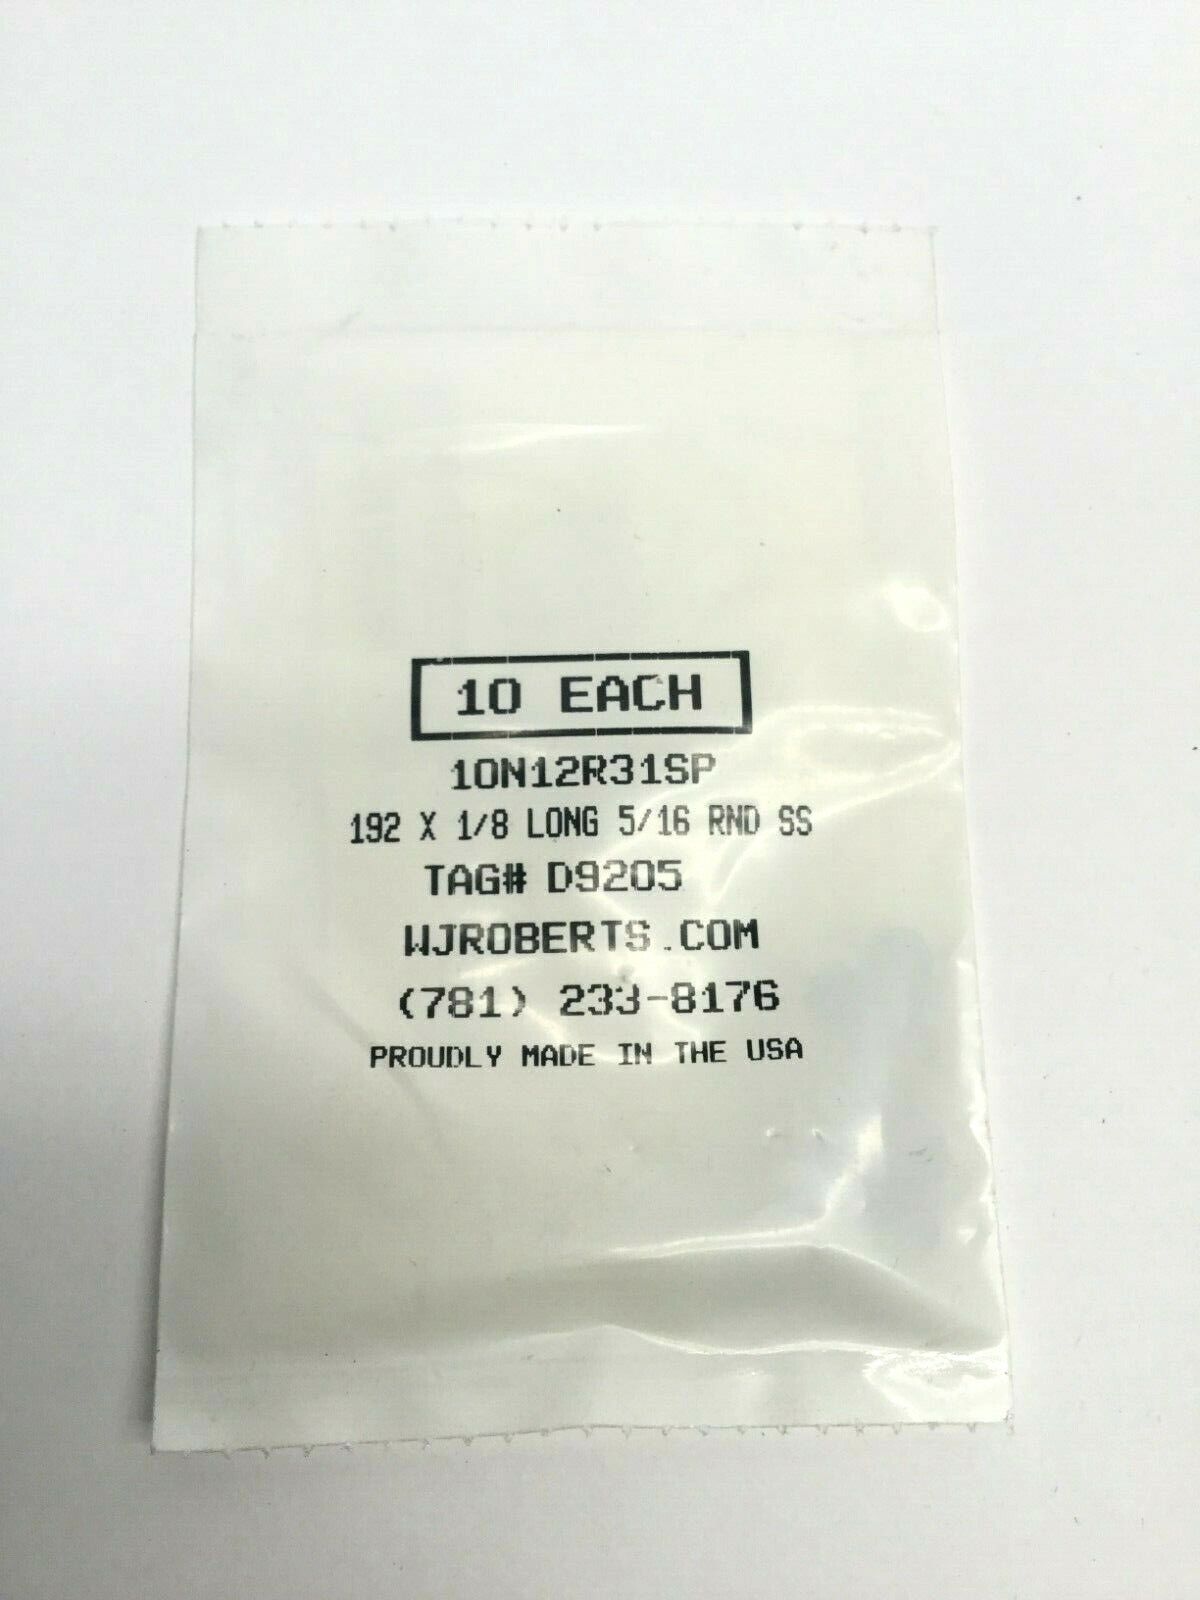 10 EACH
10N12R31SP
192 X 1/8 LONG 5/16 RND SS
TAG# D9205
WJROBERTS.COM
(781) 233-8176
PROUDLY MADE IN THE USA